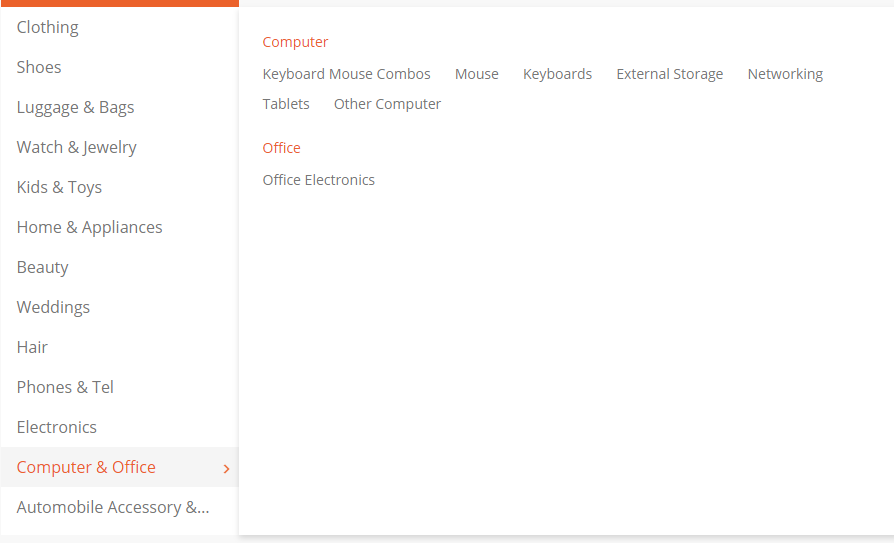 Clothing
Shoes
Luggage & Bags
Watch & Jewelry
Kids & Toys
Home & Appliances
Beauty
Weddings
Hair
Phones & Tel
Electronics
Computer & Office
Automobile Accessory &...
Computer
Keyboard Mouse Combos Mouse Keyboards External Storage Networking
Tablets Other Computer
Office
Office Electronics